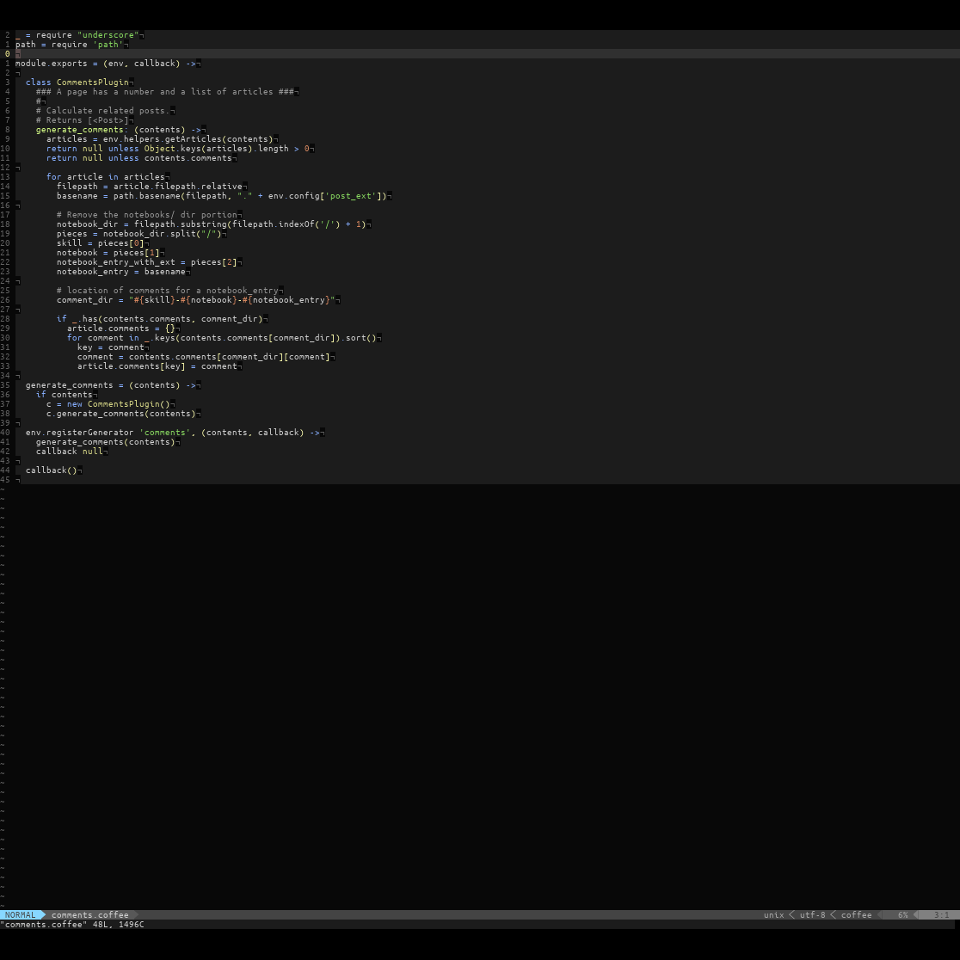 2 _ = require "underscore"¬
1 path = require 'path'¬
0 ¬
1 module.exports = (env, callback) ->¬
2 ¬
3   class CommentsPlugin¬
4     ### A page has a number and a list of articles ###¬
5     #¬
6     # Calculate related posts.¬
7     # Returns [<Post>]¬
8     generate_comments: (contents) ->¬
9       articles = env.helpers.getArticles(contents)¬
10       return null unless Object.keys(articles).length > 0¬
11       return null unless contents.comments¬
12 ¬
13       for article in articles¬
14         filepath = article.filepath.relative¬
15         basename = path.basename(filepath, "." + env.config['post_ext'])¬
16 ¬
17         # Remove the notebooks/ dir portion¬
18         notebook_dir = filepath.substring(filepath.indexOf('/') + 1)¬
19         pieces = notebook_dir.split("/")¬
20         skill = pieces[0]¬
21         notebook = pieces[1]¬
22         notebook_entry_with_ext = pieces[2]¬
23         notebook_entry = basename¬
24 ¬
25         # location of comments for a notebook_entry¬
26         comment_dir = "#{skill}-#{notebook}-#{notebook_entry}"¬
27 ¬
28         if _.has(contents.comments, comment_dir)¬
29           article.comments = {}¬
30           for comment in _.keys(contents.comments[comment_dir]).sort()¬
31             key = comment¬
32             comment = contents.comments[comment_dir][comment]¬
33             article.comments[key] = comment¬
34 ¬
35   generate_comments = (contents) ->¬
36     if contents¬
37       c = new CommentsPlugin()¬
38       c.generate_comments(contents)¬
39 ¬
40   env.registerGenerator 'comments', (contents, callback) ->¬
41     generate_comments(contents)¬
42     callback null¬
43 ¬
44   callback()¬
45 ¬
NORMAL comments.coffee unix < utf-8 < coffee 6% 3:1
"comments.coffee" 48L, 1496C